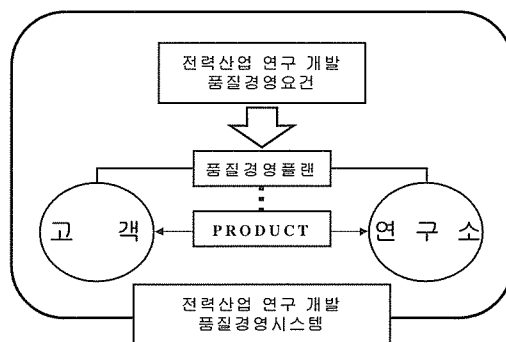 전력산업 연구 개발
품질경영요건
품질경영플랜
고 객
PRODUCT
연 구 소
전력산업 연구 개발
품질경영시스템